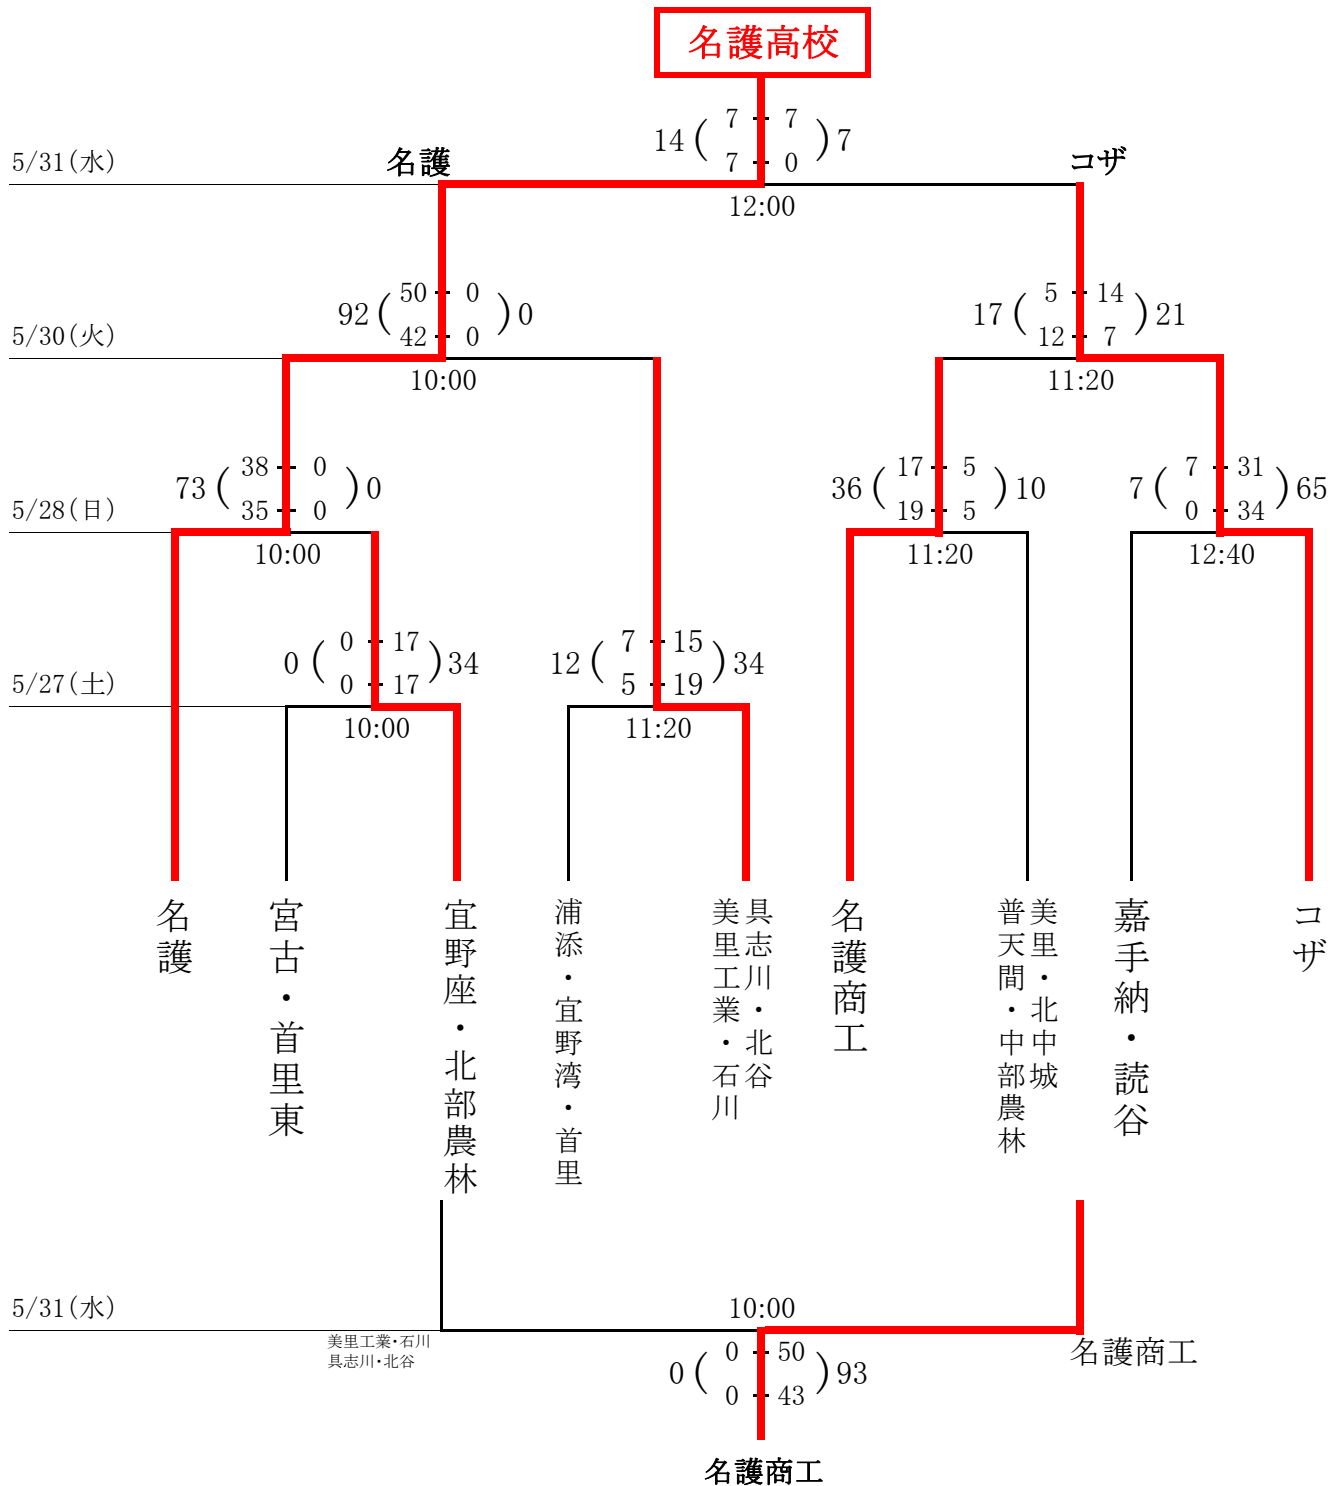 名護高校
14 ( 7 - 7 ) 7
7 - 0
5/31(水)
名護
コザ
12:00
92 ( 50 - 0 ) 0
42 - 0
17 ( 5 - 14 ) 21
12 - 7
5/30(火)
10:00
11:20
73 ( 38 - 0 ) 0
35 - 0
36 ( 17 - 5 ) 10
19 - 5
7 ( 7 - 31 ) 65
0 - 34
5/28(日)
10:00
11:20
12:40
0 ( 0 - 17 ) 34
0 - 17
12 ( 7 - 15 ) 34
5 - 19
5/27(土)
10:00
11:20
名護
宮古・首里東
宜野座・北部農林
浦添・宜野湾・首里
具志川・北谷
美里工業・石川
名護商工
美里・北中城
普天間・中部農林
嘉手納・読谷
コザ
5/31(水)
10:00
美里工業・石川
具志川・北谷
名護商工
0 ( 0 - 50 ) 93
0 - 43
名護商工